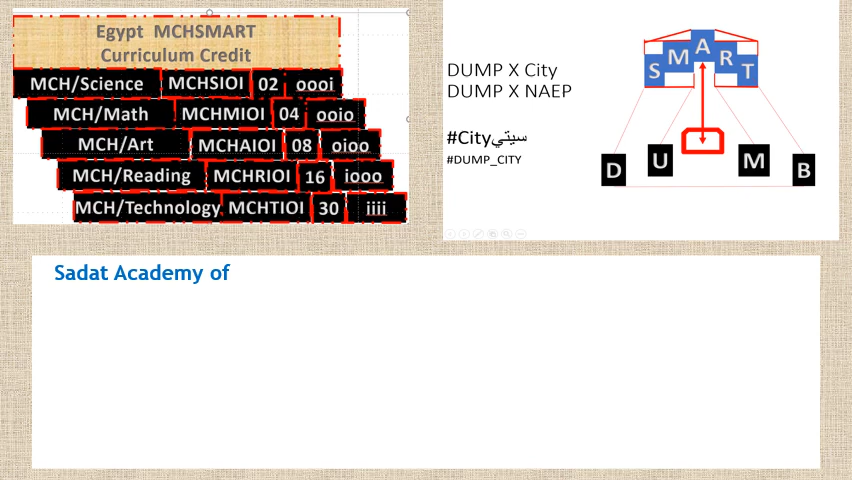 Egypt MCHSMART
Curriculum Credit
MCH/Science MCHSIOI 02 oooi
MCH/Math MCHMIOI 04 ooio
MCH/Art MCHAIOI 08 oioo
MCH/Reading MCHRIOI 16 iooo
MCH/Technology MCHTIOI 30 iiii
DUMP X City
DUMP X NAEP
#Cityسيتي
#DUMP_CITY
S M A R T
D U M B
Sadat Academy of